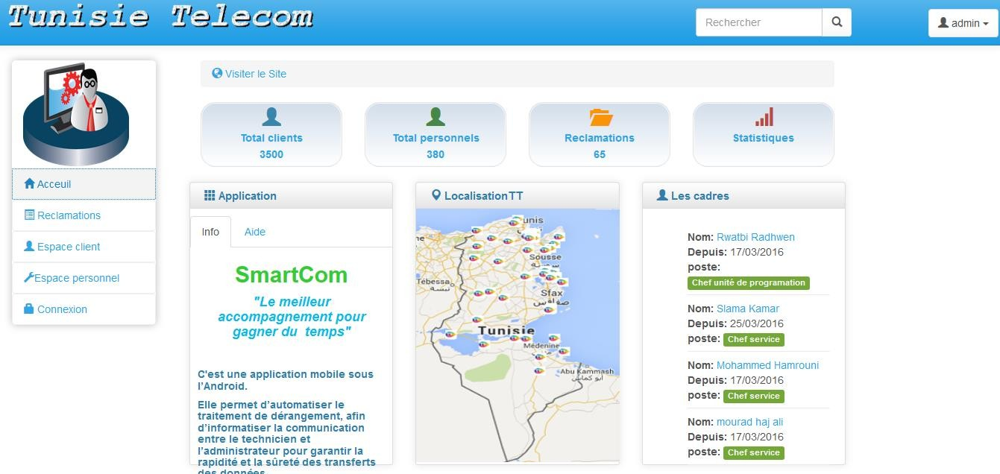 Tunisie Telecom
Rechercher
admin
Visiter le Site
Total clients
3500
Total personnels
380
Reclamations
65
Statistiques
Acceuil
Reclamations
Espace client
Espace personnel
Connexion
Application
Info
Aïde
SmartCom
"Le meilleur
accompagnement pour
gagner du temps"
C'est une application mobile sous
l’Android.
Elle permet d’automatiser le
traitement de dérangement, afin
d’informatiser la communication
entre le technicien et
l’administrateur pour garantir la
rapidité et la sûreté des transferts
des données
LocalisationTT
unis
ne
Sousse
سوسة
Tébessa
تبسة
Sfax
صفاقس
Tunisie
Médenine
Abu Kammash
ابو كماش
Les cadres
Nom: Rwatbi Radhwen
Depuis: 17/03/2016
poste:
Chef unité de programation
Nom: Slama Kamar
Depuis: 25/03/2016
poste: Chef service
Nom: Mohammed Hamrouni
Depuis: 17/03/2016
poste: Chef service
Nom: mourad haj ali
Depuis: 17/03/2016
poste: Chef service